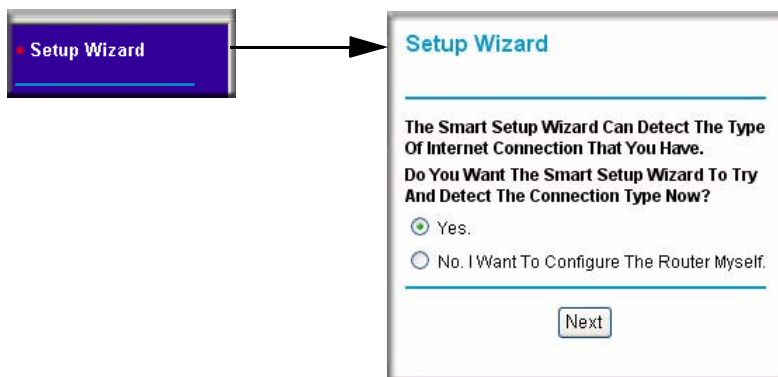 Setup Wizard
Setup Wizard
The Smart Setup Wizard Can Detect The Type
Of Internet Connection That You Have.
Do You Want The Smart Setup Wizard To Try
And Detect The Connection Type Now?
Yes.
No. I Want To Configure The Router Myself.
Next